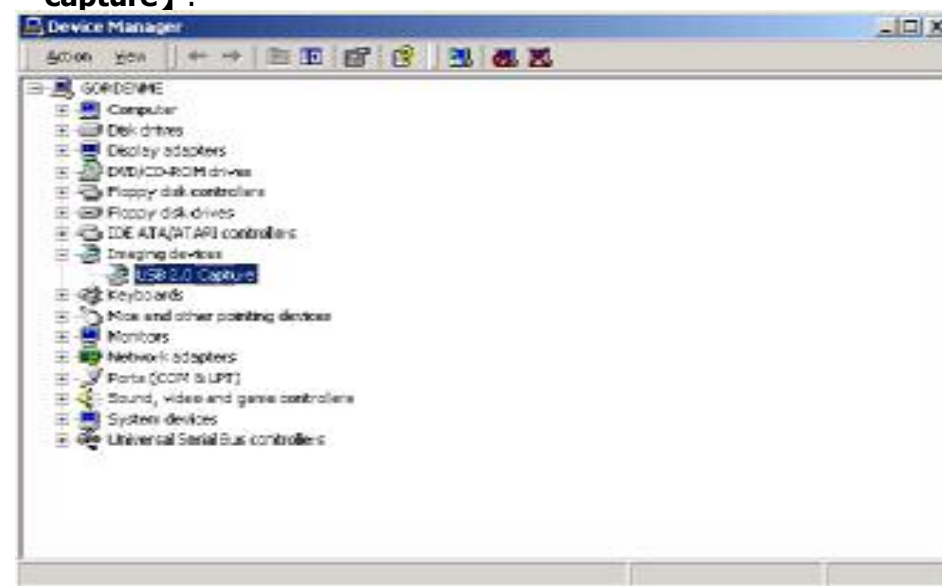 capture】.
Device Manager
Action View
GORDENME
Computer
Disk drives
Display adapters
DVD/CD-ROM drives
Floppy disk controllers
Floppy disk drives
IDE ATA/ATAPI controllers
Imaging devices
USB 2.0 Capture
Keyboards
Mice and other pointing devices
Monitors
Network adapters
Ports (COM & LPT)
Sound, video and game controllers
System devices
Universal Serial Bus controllers